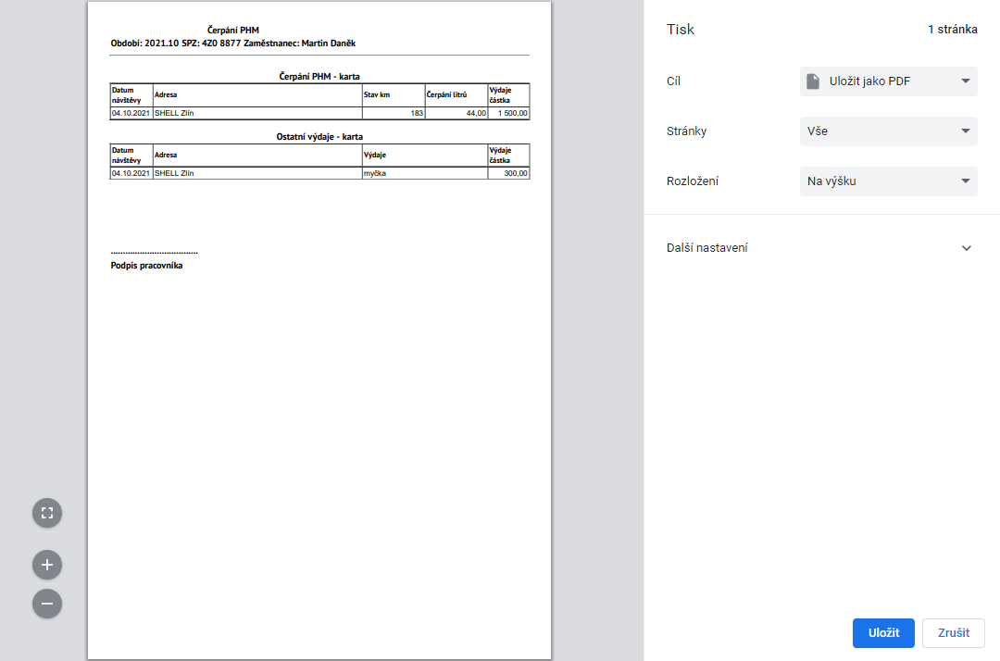 Čerpání PHM
Období: 2021.10 SPZ: 4Z0 8877 Zaměstnanec: Martin Daněk
Čerpání PHM - karta
Datum návštěvy Adresa Stav km Čerpání litrů Výdaje částka
04.10.2021 SHELL Zlín 183 44,00 1 500,00
Ostatní výdaje - karta
Datum návštěvy Adresa Výdaje Výdaje částka
04.10.2021 SHELL Zlín myčka 300,00
....................................
Podpis pracovníka
Tisk 1 stránka
Cíl Uložit jako PDF
Stránky Vše
Rozložení Na výšku
Další nastavení
Uložit Zrušit